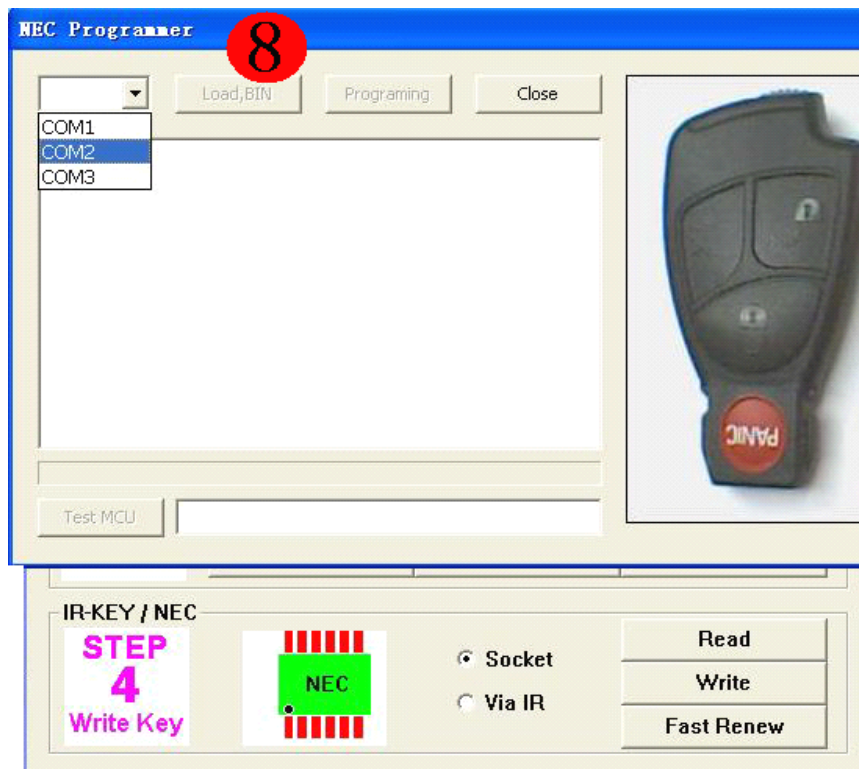 NEC Programmer
8
Load,BIN Programing Close
COM1
COM2
COM3
PANIC
Test MCU
IR-KEY / NEC
STEP
4
Write Key
NEC
Socket
Via IR
Read
Write
Fast Renew